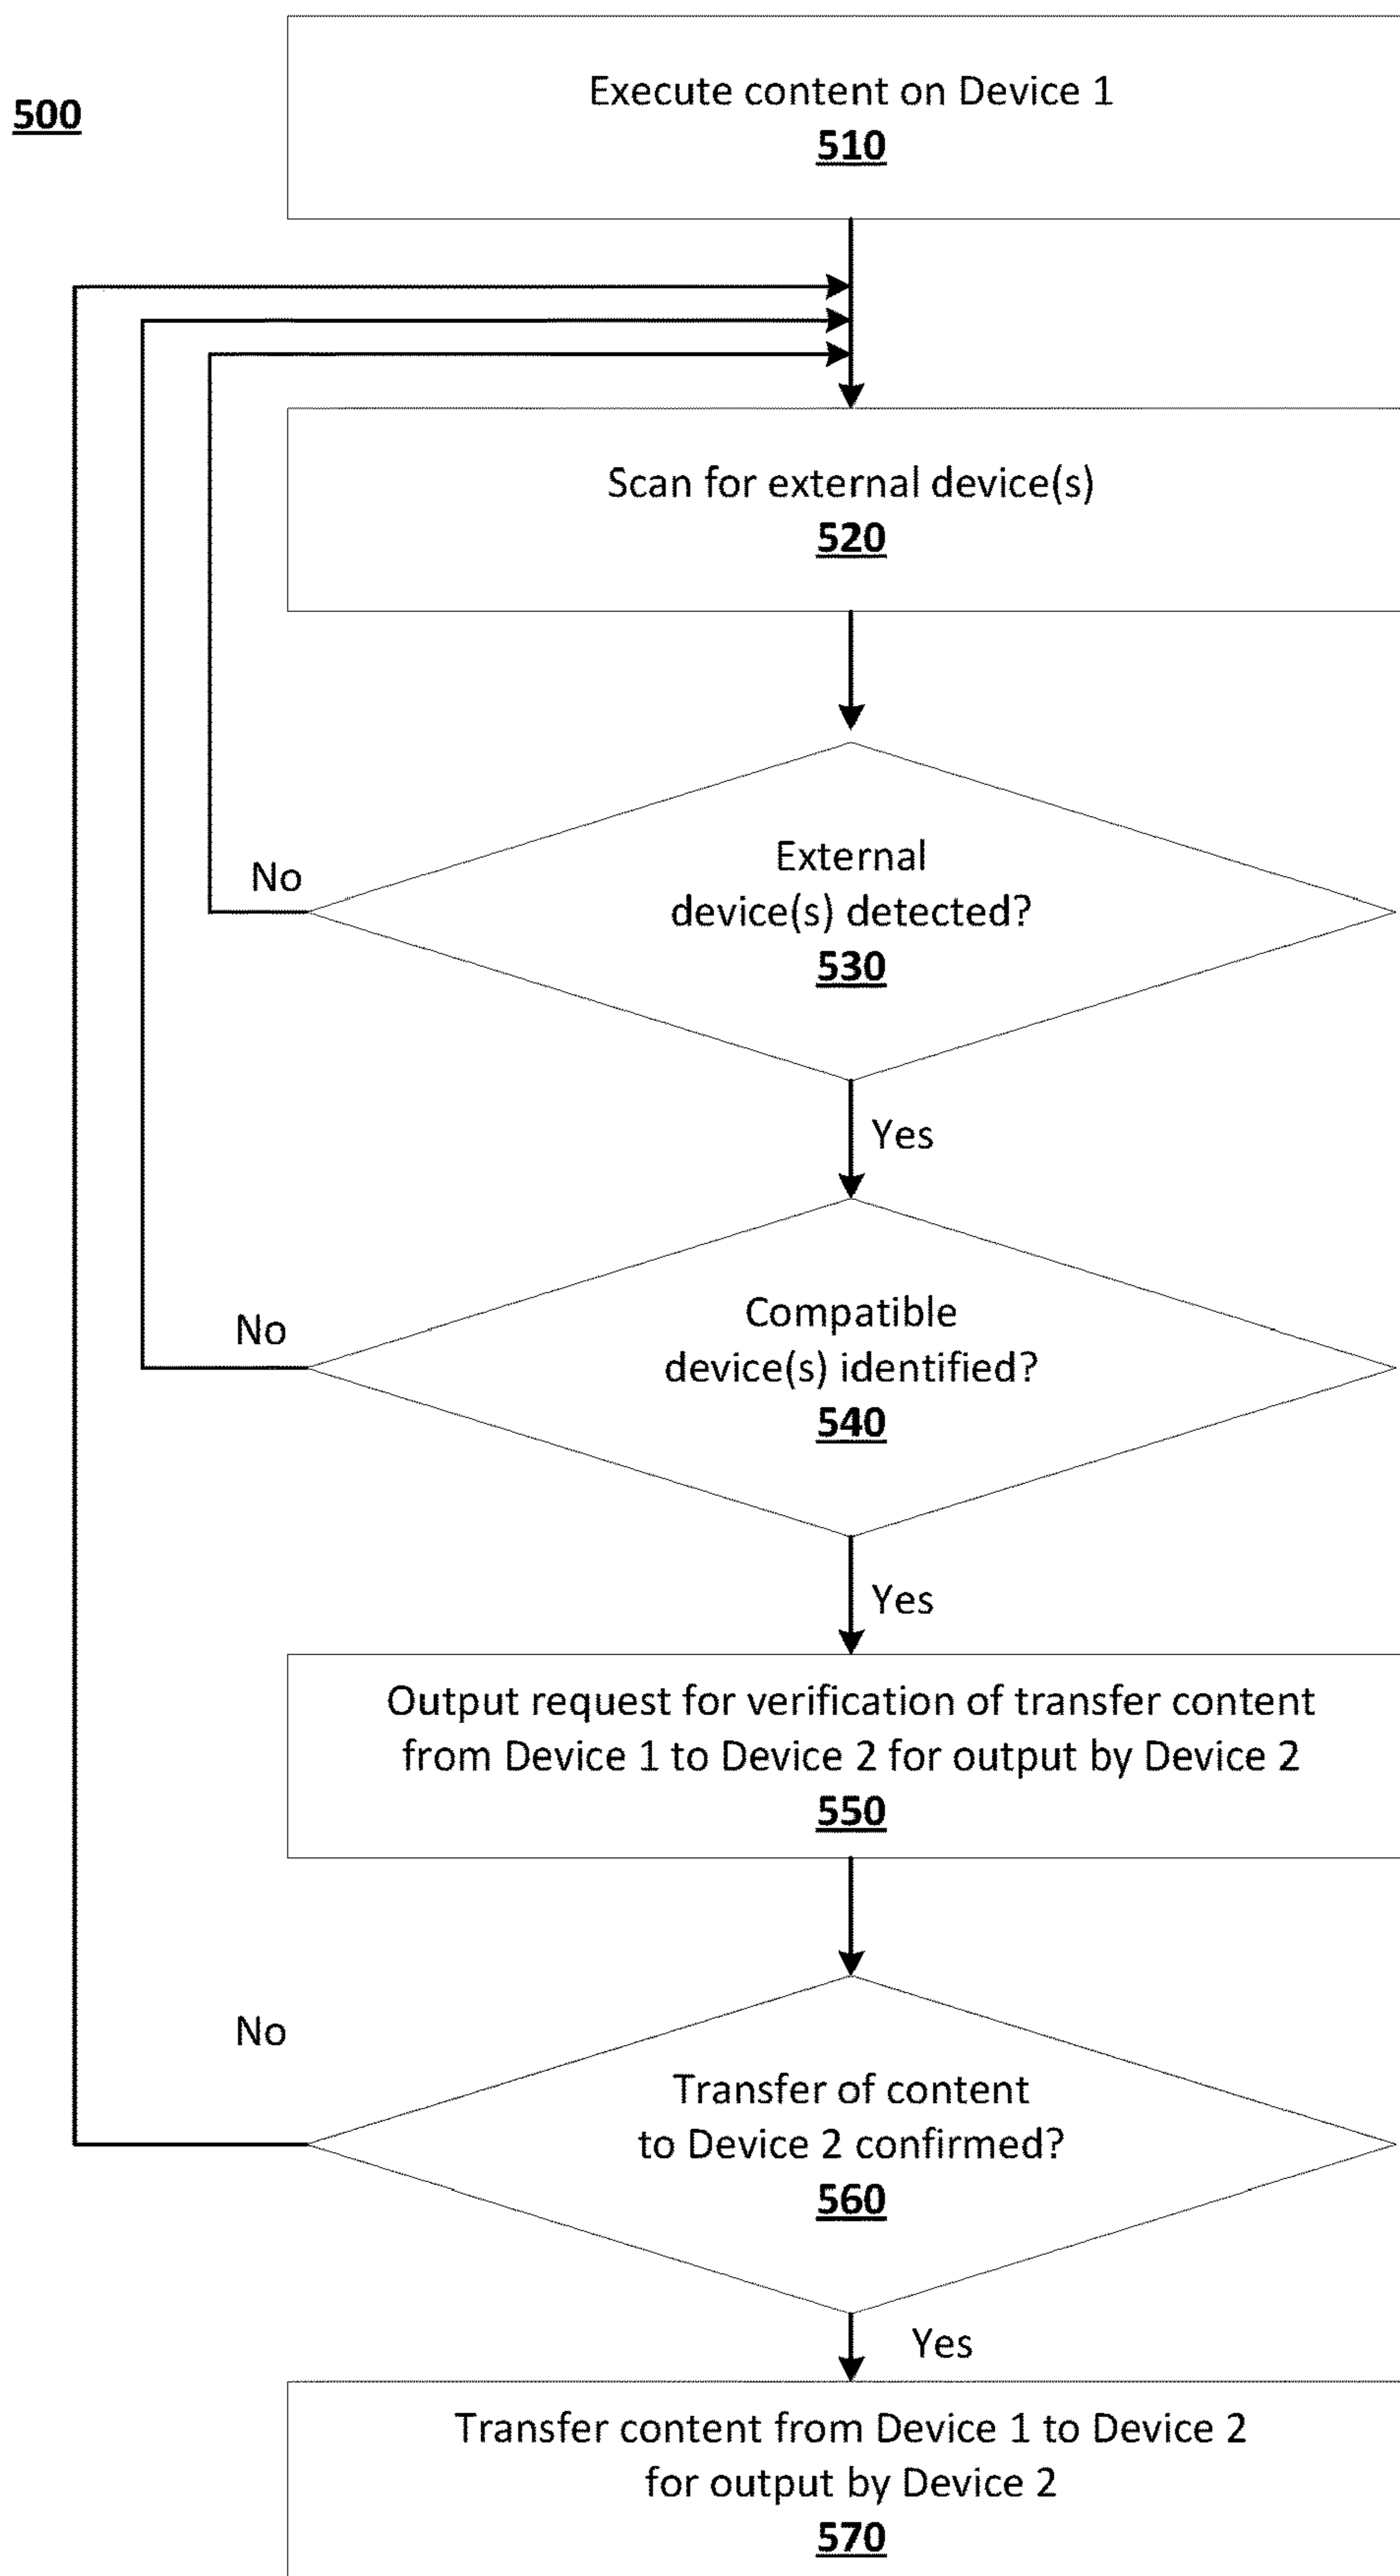 500
Execute content on Device 1
510
Scan for external device(s)
520
External
device(s) detected?
530
No
Yes
Compatible
device(s) identified?
540
No
Yes
Output request for verification of transfer content
from Device 1 to Device 2 for output by Device 2
550
No
Transfer of content
to Device 2 confirmed?
560
Yes
Transfer content from Device 1 to Device 2
for output by Device 2
570